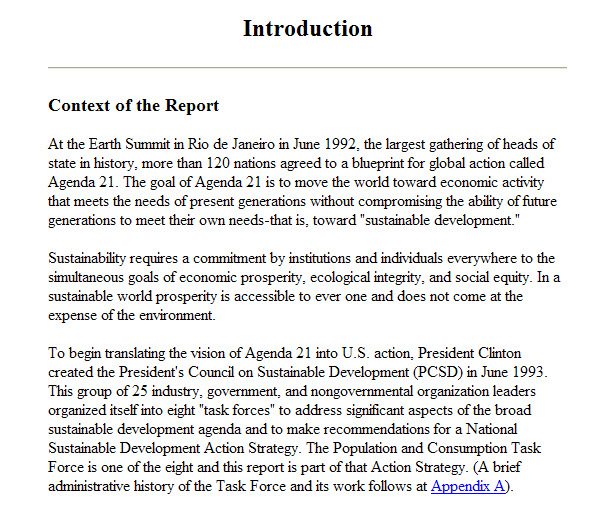 Introduction
Context of the Report
At the Earth Summit in Rio de Janeiro in June 1992, the largest gathering of heads of
state in history, more than 120 nations agreed to a blueprint for global action called
Agenda 21. The goal of Agenda 21 is to move the world toward economic activity
that meets the needs of present generations without compromising the ability of future
generations to meet their own needs-that is, toward "sustainable development."
Sustainability requires a commitment by institutions and individuals everywhere to the
simultaneous goals of economic prosperity, ecological integrity, and social equity. In a
sustainable world prosperity is accessible to ever one and does not come at the
expense of the environment.
To begin translating the vision of Agenda 21 into U.S. action, President Clinton
created the President's Council on Sustainable Development (PCSD) in June 1993.
This group of 25 industry, government, and nongovernmental organization leaders
organized itself into eight "task forces" to address significant aspects of the broad
sustainable development agenda and to make recommendations for a National
Sustainable Development Action Strategy. The Population and Consumption Task
Force is one of the eight and this report is part of that Action Strategy. (A brief
administrative history of the Task Force and its work follows at Appendix A).